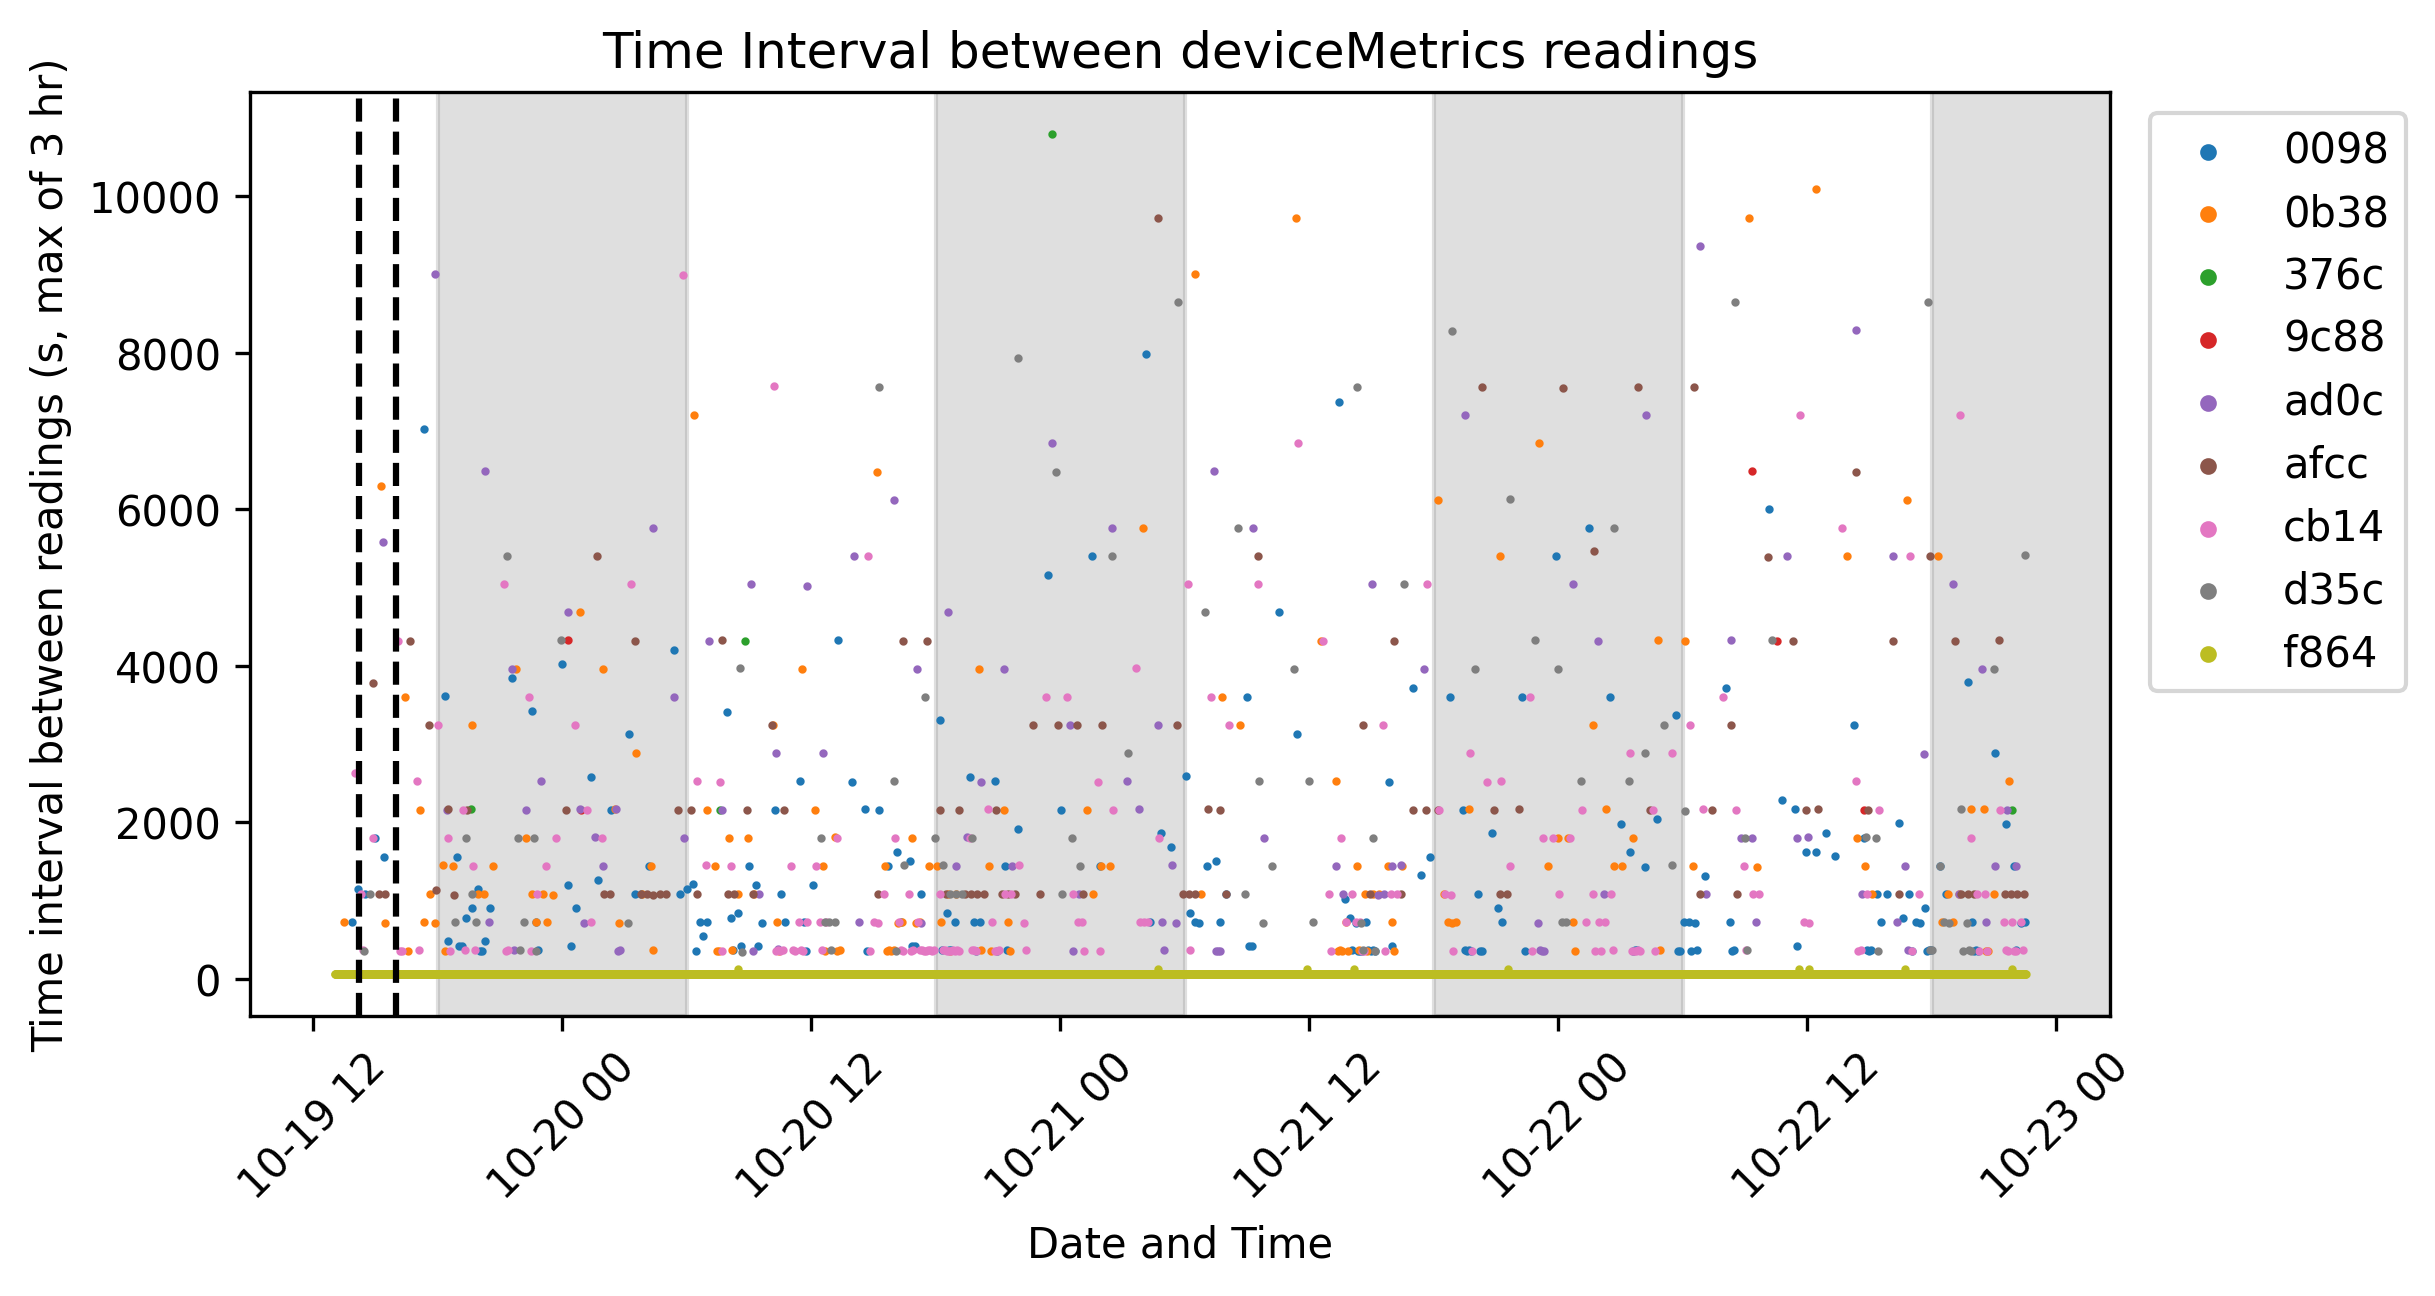 Time Interval between deviceMetrics readings
Time interval between readings (s, max of 3 hr)
10000
8000
6000
4000
2000
0
10-19 12
10-20 00
10-20 12
10-21 00
10-21 12
10-22 00
10-22 12
10-23 00
Date and Time
0098
0b38
376c
9c88
ad0c
afcc
cb14
d35c
f864